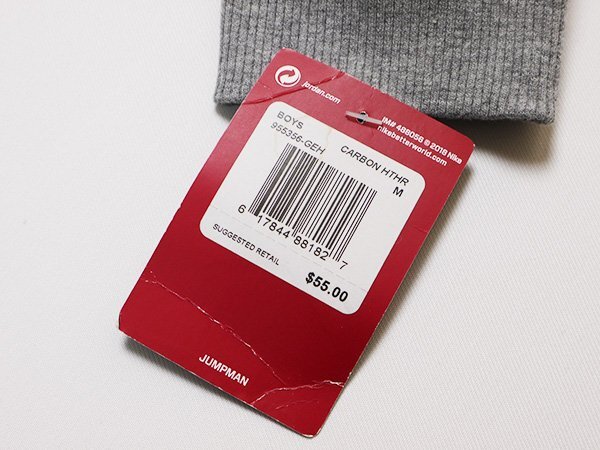 jordan.com
IM# 486056 © 2018 Nike
nikebetterworld.com
BOYS
955356-GEH CARBON HTHR
M
6 17844 88182 7
SUGGESTED RETAIL
$55.00
JUMPMAN